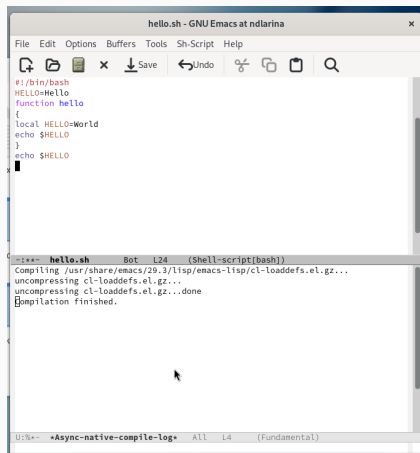 hello.sh - GNU Emacs at ndlarina
File Edit Options Buffers Tools Sh-Script Help
Save Undo
#!/bin/bash
HELLO=Hello
function hello
{
local HELLO=World
echo $HELLO
}
echo $HELLO
-:**- hello.sh Bot L24 (Shell-script[bash])
Compiling /usr/share/emacs/29.3/lisp/emacs-lisp/cl-loaddefs.el.gz...
uncompressing cl-loaddefs.el.gz...
uncompressing cl-loaddefs.el.gz...done
Compilation finished.
U:%*- *Async-native-compile-log* All L4 (Fundamental)